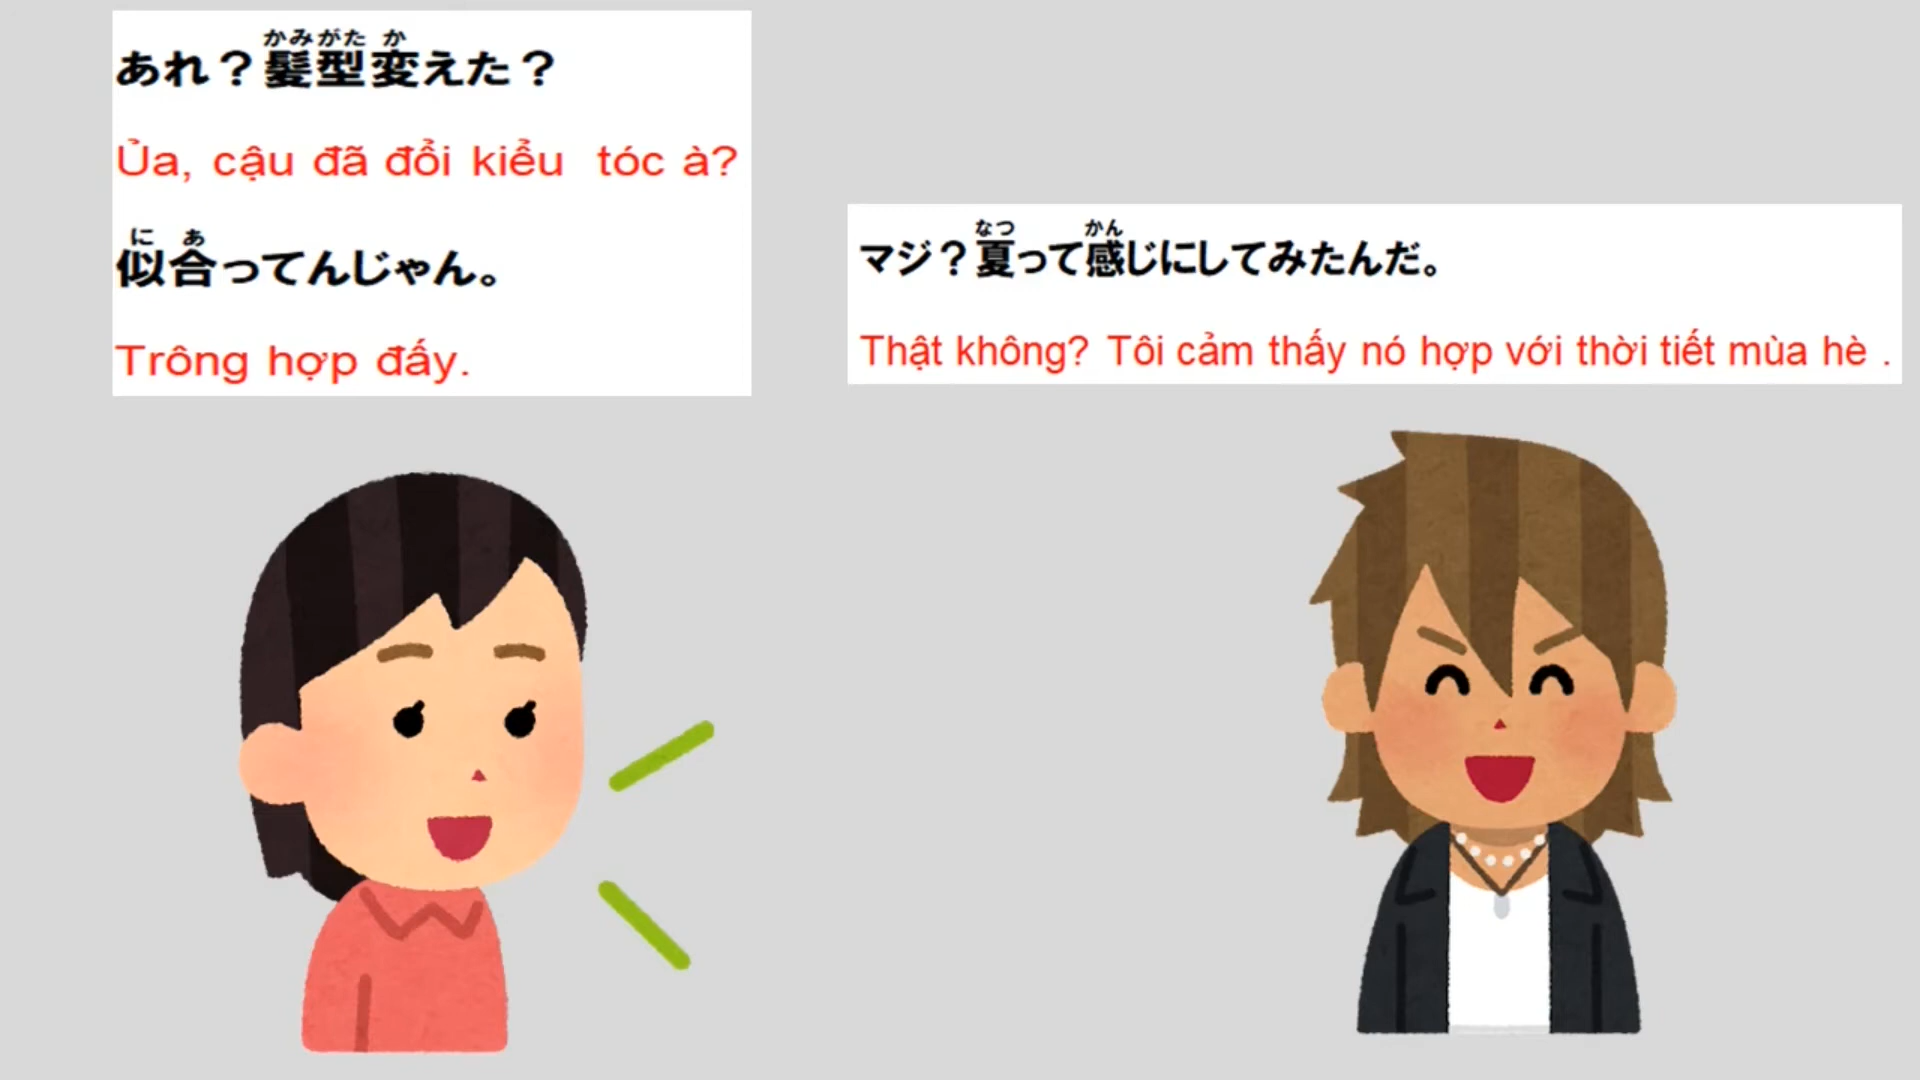 あれ？髪型変えた？
Ủa, cậu đã đổi kiểu tóc à?
似合ってんじゃん。
Trông hợp đấy.
マジ？夏って感じにしてみたんだ。
Thật không? Tôi cảm thấy nó hợp với thời tiết mùa hè .